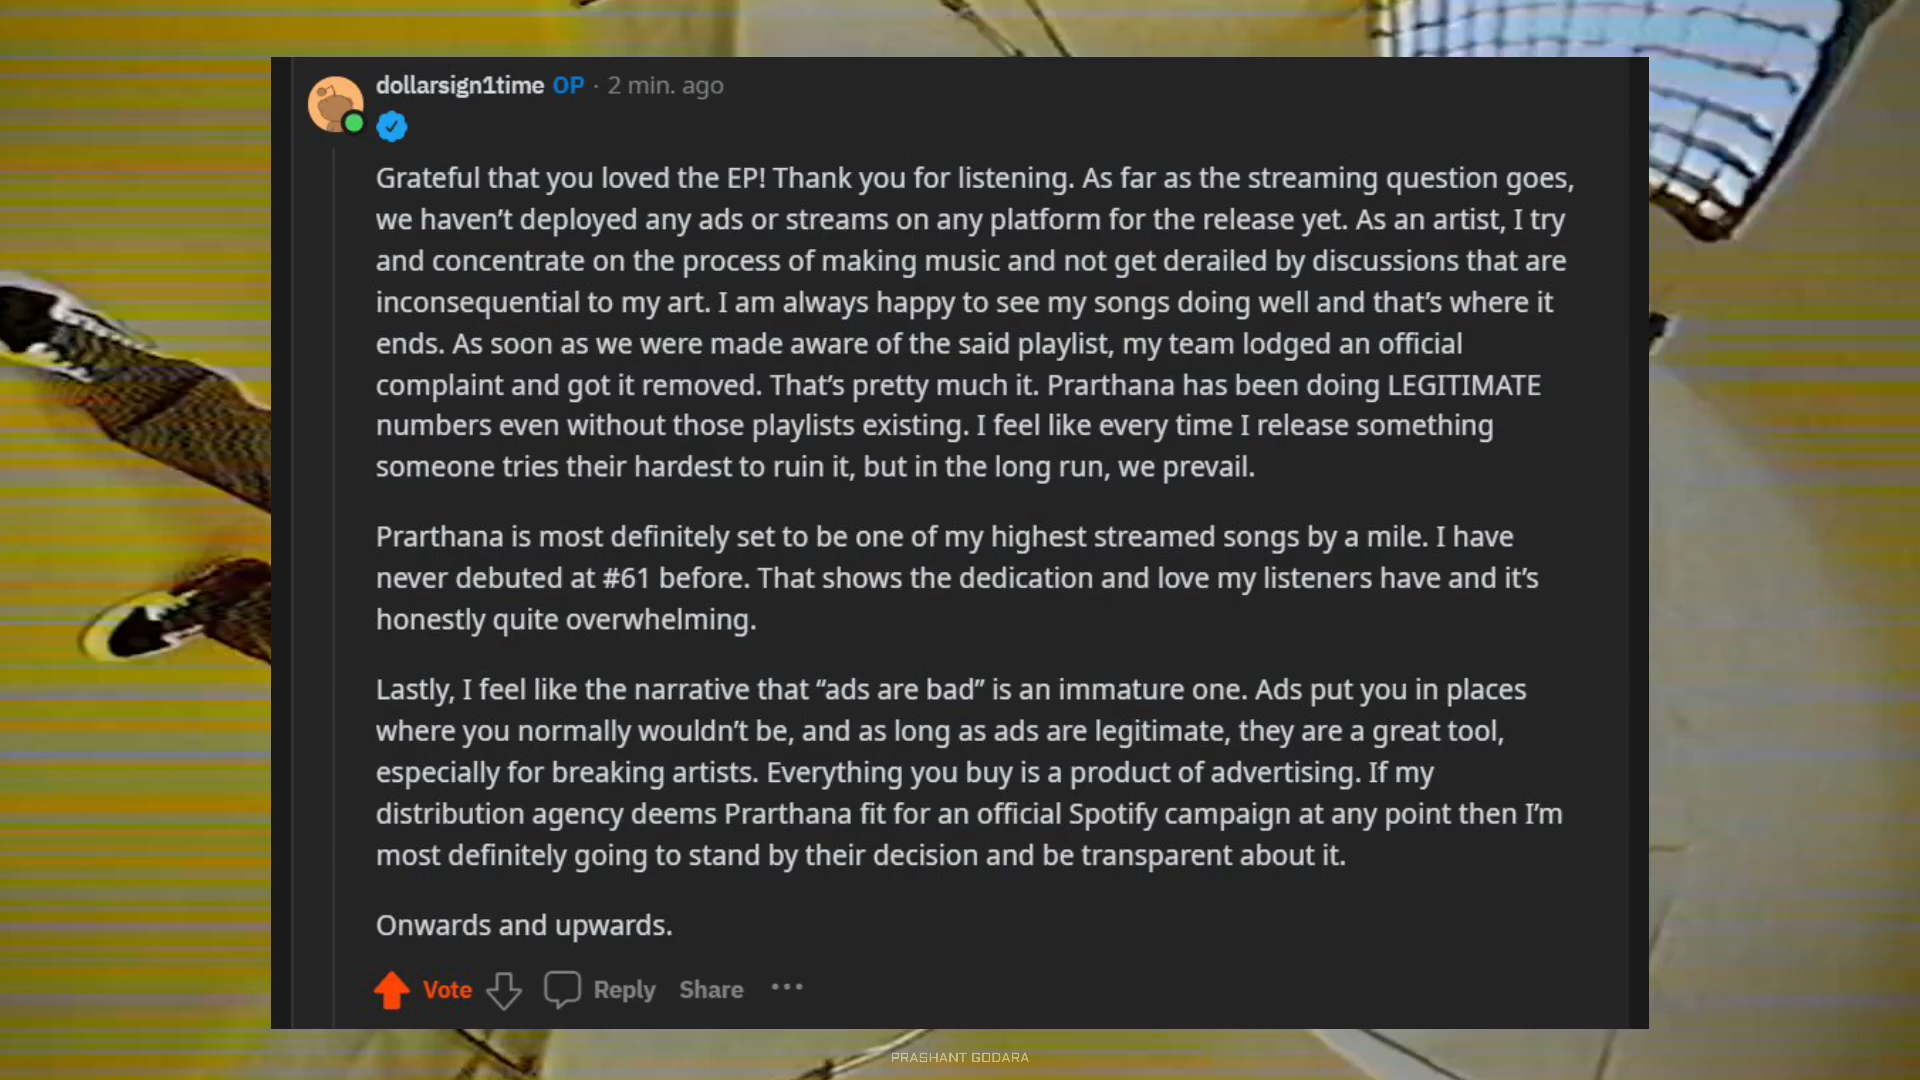 dollarsign1time OP · 2 min. ago
Grateful that you loved the EP! Thank you for listening. As far as the streaming question goes,
we haven’t deployed any ads or streams on any platform for the release yet. As an artist, I try
and concentrate on the process of making music and not get derailed by discussions that are
inconsequential to my art. I am always happy to see my songs doing well and that’s where it
ends. As soon as we were made aware of the said playlist, my team lodged an official
complaint and got it removed. That’s pretty much it. Prarthana has been doing LEGITIMATE
numbers even without those playlists existing. I feel like every time I release something
someone tries their hardest to ruin it, but in the long run, we prevail.
Prarthana is most definitely set to be one of my highest streamed songs by a mile. I have
never debuted at #61 before. That shows the dedication and love my listeners have and it’s
honestly quite overwhelming.
Lastly, I feel like the narrative that “ads are bad” is an immature one. Ads put you in places
where you normally wouldn’t be, and as long as ads are legitimate, they are a great tool,
especially for breaking artists. Everything you buy is a product of advertising. If my
distribution agency deems Prarthana fit for an official Spotify campaign at any point then I’m
most definitely going to stand by their decision and be transparent about it.
Onwards and upwards.
Vote Reply Share ···
PRASHANT GODARA